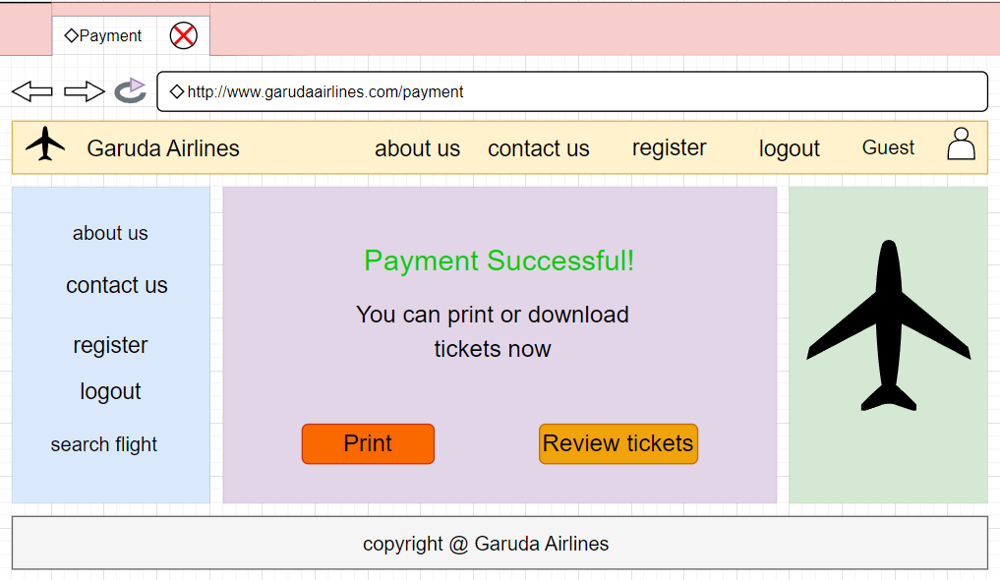 Payment
http://www.garudaairlines.com/payment
Garuda Airlines
about us
contact us
register
logout
Guest
about us
contact us
register
logout
search flight
Payment Successful!
You can print or download
tickets now
Print
Review tickets
copyright @ Garuda Airlines